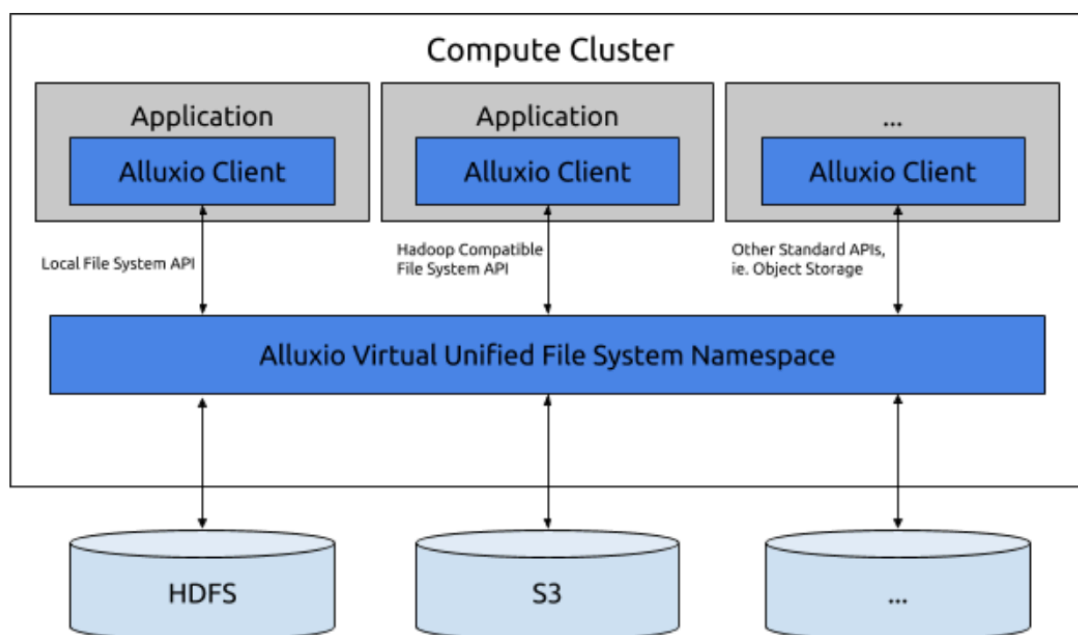 Compute Cluster
Application
Application
...
Alluxio Client
Alluxio Client
Alluxio Client
Local File System API
Hadoop Compatible
File System API
Other Standard APIs,
ie. Object Storage
Alluxio Virtual Unified File System Namespace
HDFS
S3
...